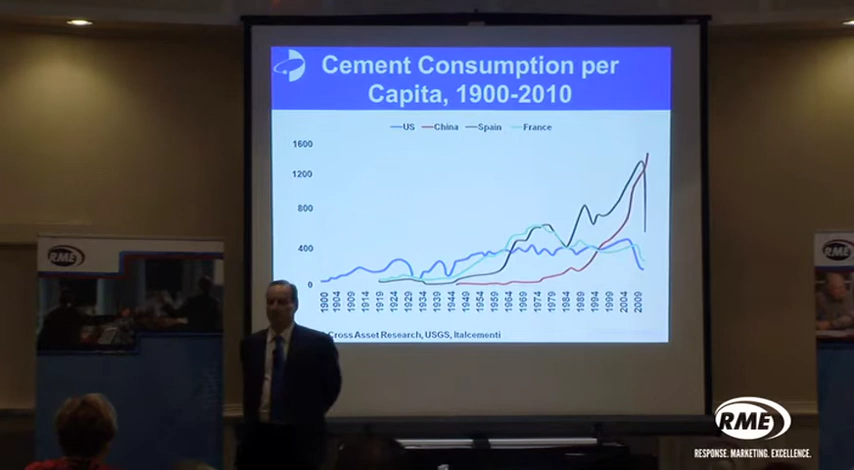 Cement Consumption per
Capita, 1900-2010
US China Spain France
1600
1200
800
400
0
1900 1904 1909 1914 1919 1924 1929 1934 1939 1944 1949 1954 1959 1964 1969 1974 1979 1984 1989 1994 1999 2004 2009
Cross Asset Research, USGS, Italcementi
RME
RME
RME
RESPONSE. MARKETING. EXCELLENCE.